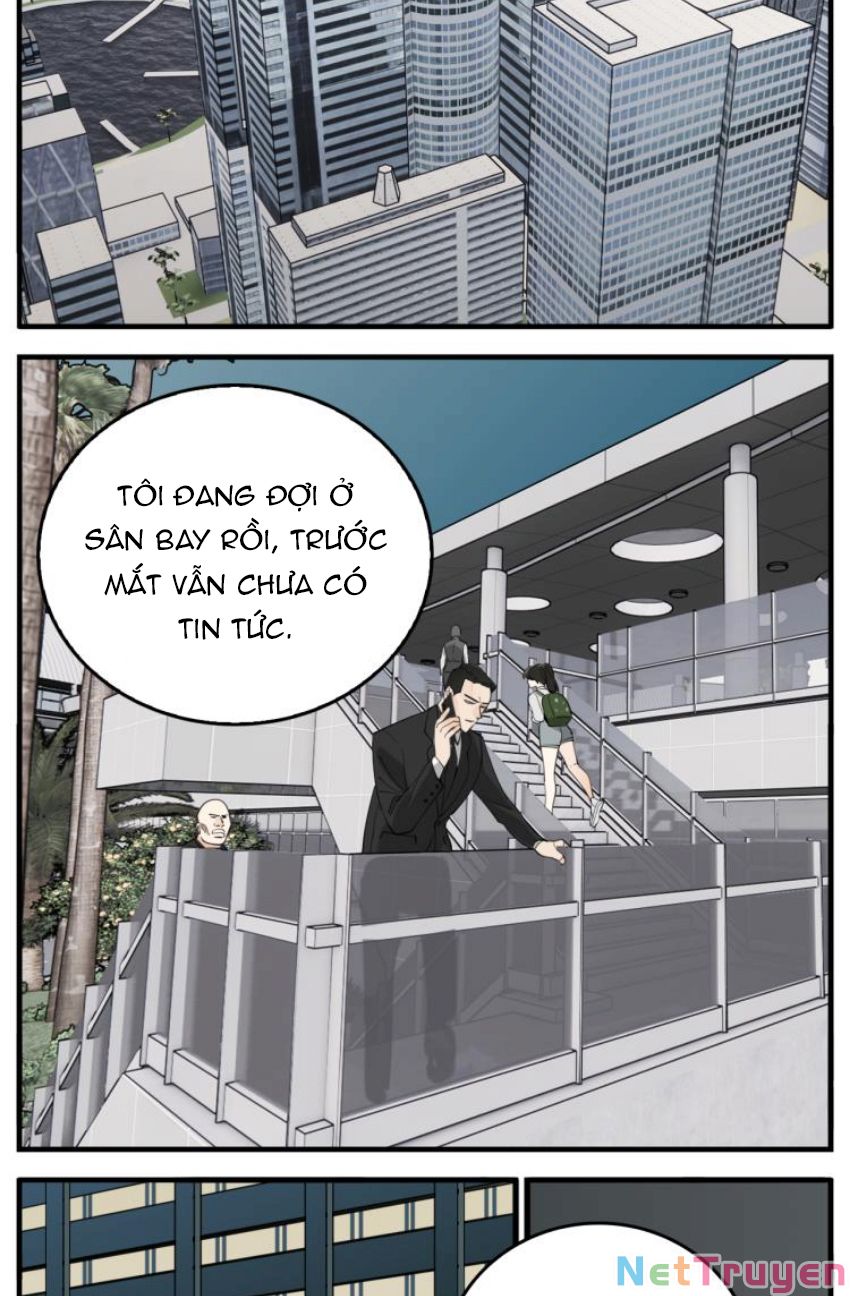 TÔI ĐANG ĐỢI Ở
SÂN BAY RỒI, TRƯỚC
MẮT VẪN CHƯA CÓ
TIN TỨC.
NetTruyen